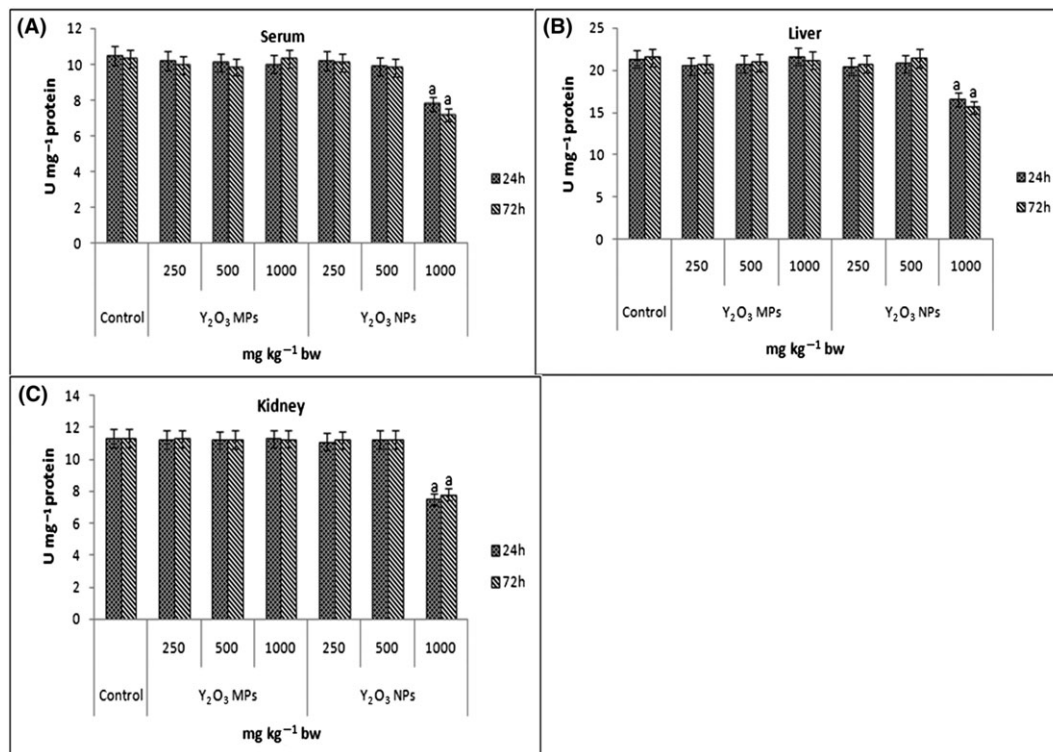 (A)
Serum
U mg⁻¹ protein
12
10
8
6
4
2
0
a a
24h
72h
250 500 1000 250 500 1000
Control Y₂O₃ MPs Y₂O₃ NPs
mg kg⁻¹ bw
(B)
Liver
U mg⁻¹ protein
25
20
15
10
5
0
a a
24h
72h
250 500 1000 250 500 1000
Control Y₂O₃ MPs Y₂O₃ NPs
mg kg⁻¹ bw
(C)
Kidney
U mg⁻¹ protein
14
12
10
8
6
4
2
0
a a
24h
72h
250 500 1000 250 500 1000
Control Y₂O₃ MPs Y₂O₃ NPs
mg kg⁻¹ bw